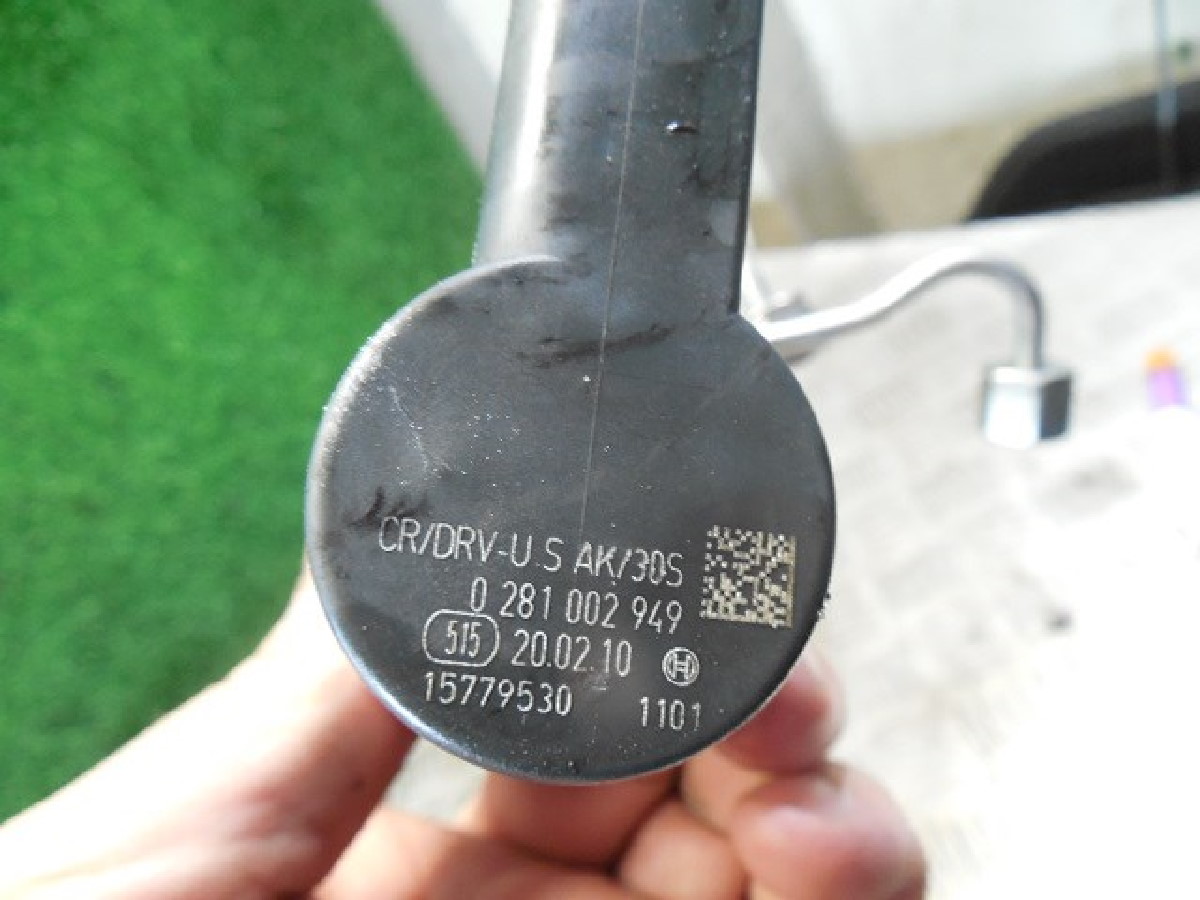 CR/DRV-U S AK/30S
0 281 002 949
515 20.02.10
15779530 1101